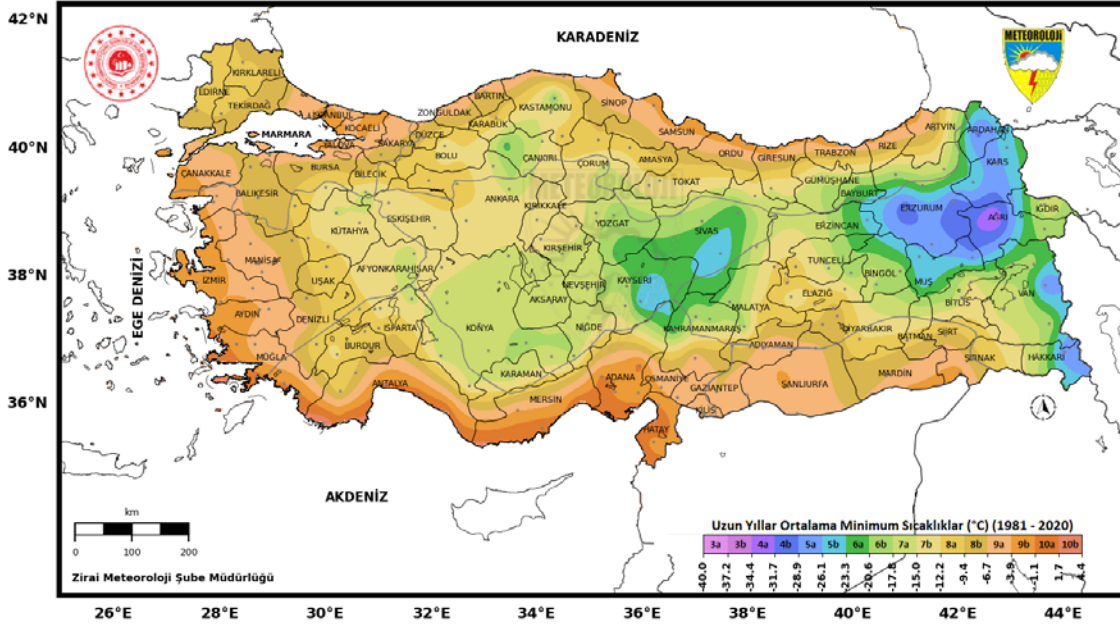 42°N
KARADENİZ
METEOROLOJİ
KIRKLARELİ
EDİRNE
TEKİRDAĞ
İSTANBUL
KOCAELİ
ZONGULDAK
BARTIN
KASTAMONU
SİNOP
KARABÜK
DÜZCE
SAKARYA
SAMSUN
ARTVİN
ARDAHAN
40°N
MARMARA
YALOVA
BOLU
ÇANKIRI
ÇORUM
AMASYA
ORDU
GİRESUN
TRABZON
RİZE
KARS
ÇANAKKALE
BALIKESİR
BURSA
BİLECİK
METEOROLOJİ
TOKAT
GÜMÜŞHANE
BAYBURT
ANKARA
KIRIKKALE
ERZURUM
AĞRI
IĞDIR
ESKİŞEHİR
KÜTAHYA
YOZGAT
SİVAS
ERZİNCAN
KIRŞEHİR
EGE DENİZİ
MANİSA
38°N
İZMİR
UŞAK
AFYONKARAHİSAR
KAYSERİ
NEVŞEHİR
TUNCELİ
BİNGÖL
MUŞ
ELAZIĞ
BİTLİS
VAN
AKSARAY
MALATYA
AYDIN
DENİZLİ
ISPARTA
KONYA
NİĞDE
KAHRAMANMARAŞ
DİYARBAKIR
BATMAN
SİİRT
BURDUR
ADIYAMAN
MUĞLA
ŞIRNAK
HAKKARİ
ANTALYA
KARAMAN
ADANA
OSMANİYE
GAZİANTEP
ŞANLIURFA
MARDİN
36°N
MERSİN
KİLİS
HATAY
AKDENİZ
km
0 100 200
Zirai Meteoroloji Şube Müdürlüğü
Uzun Yıllar Ortalama Minimum Sıcaklıklar (°C) (1981 - 2020)
3a 3b 4a 4b 5a 5b 6a 6b 7a 7b 8a 8b 9a 9b 10a 10b
-40.0 -37.2 -34.4 -31.7 -28.9 -26.1 -23.3 -20.6 -17.8 -15.0 -12.2 -9.4 -6.7 -3.9 -1.1 1.7 4.4
26°E 28°E 30°E 32°E 34°E 36°E 38°E 40°E 42°E 44°E